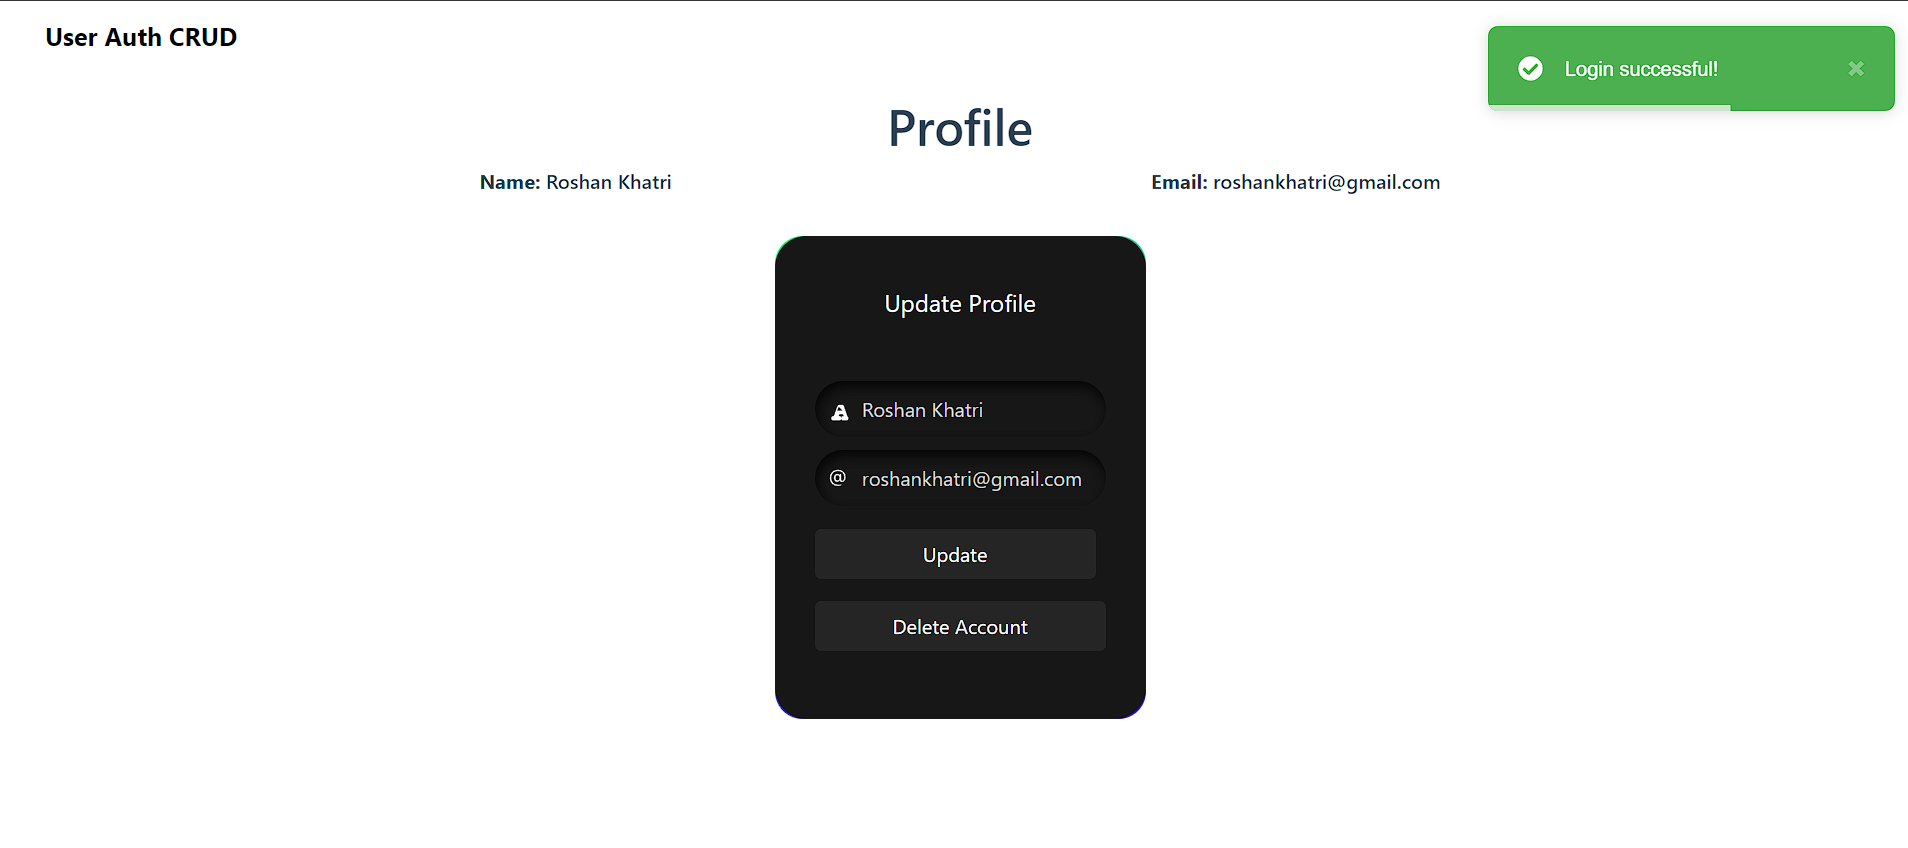 User Auth CRUD
Login successful!
Profile
Name: Roshan Khatri
Email: roshankhatri@gmail.com
Update Profile
Roshan Khatri
@ roshankhatri@gmail.com
Update
Delete Account